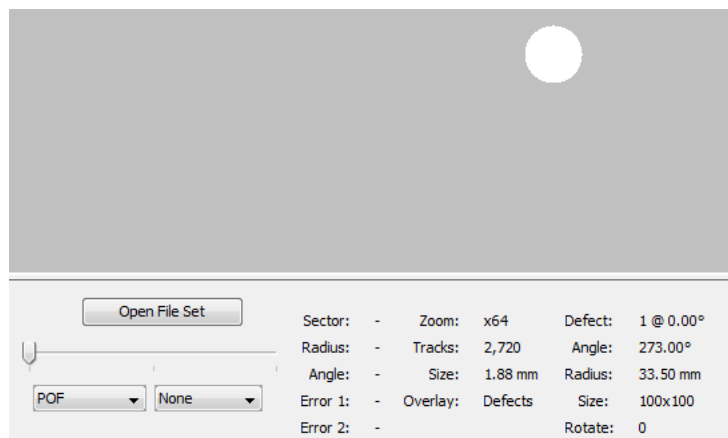 Open File Set
POF None
Sector: - Zoom: x64 Defect: 1 @ 0.00°
Radius: - Tracks: 2,720 Angle: 273.00°
Angle: - Size: 1.88 mm Radius: 33.50 mm
Error 1: - Overlay: Defects Size: 100x100
Error 2: - Rotate: 0